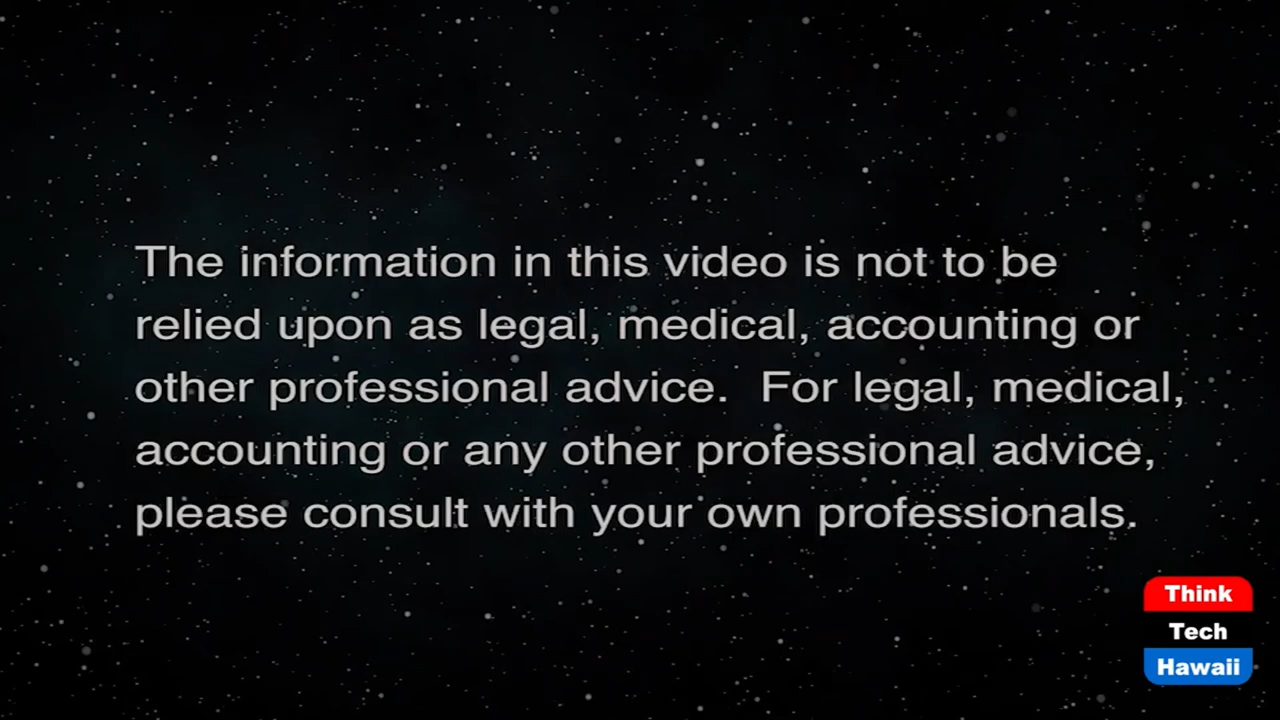 The information in this video is not to be
relied upon as legal, medical, accounting or
other professional advice.  For legal, medical,
accounting or any other professional advice,
please consult with your own professionals.
Think
Tech
Hawaii